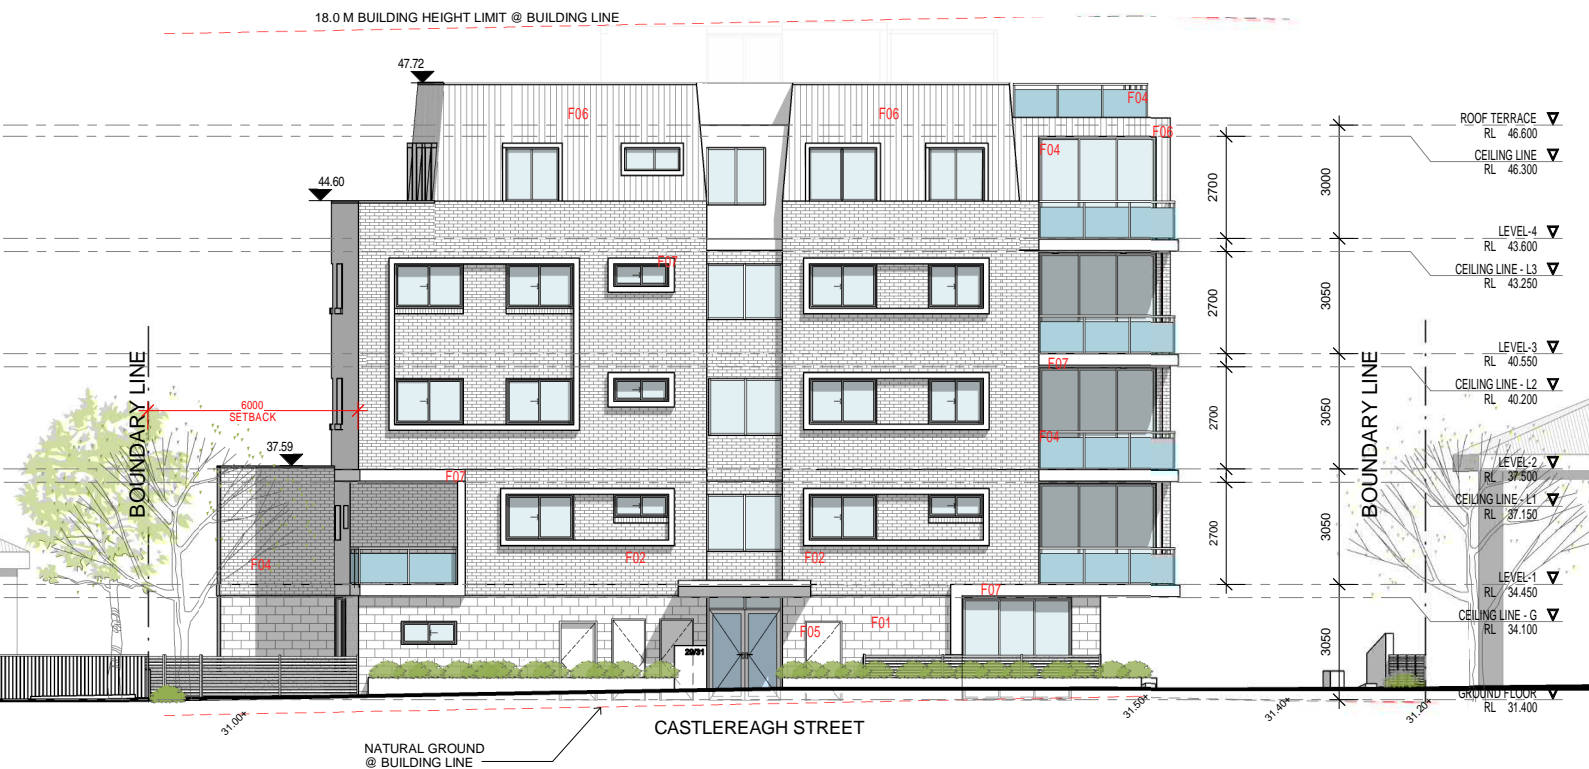 18.0 M BUILDING HEIGHT LIMIT @ BUILDING LINE
47.72
F06
F06
F04
F06
F04
ROOF TERRACE
RL 46.600
CEILING LINE
RL 46.300
2700
3000
44.60
LEVEL-4
RL 43.600
F07
CEILING LINE - L3
RL 43.250
2700
3050
LEVEL-3
RL 40.550
F07
CEILING LINE - L2
RL 40.200
BOUNDARY LINE
6000
SETBACK
2700
3050
BOUNDARY LINE
F04
37.59
LEVEL-2
RL 37.500
F07
CEILING LINE - L1
RL 37.150
2700
3050
F04
F02
F02
LEVEL-1
RL 34.450
F07
CEILING LINE - G
RL 34.100
F05
F01
3050
29/31
GROUND FLOOR
RL 31.400
31.00+
31.50+
31.40+
31.20+
CASTLEREAGH STREET
NATURAL GROUND
@ BUILDING LINE